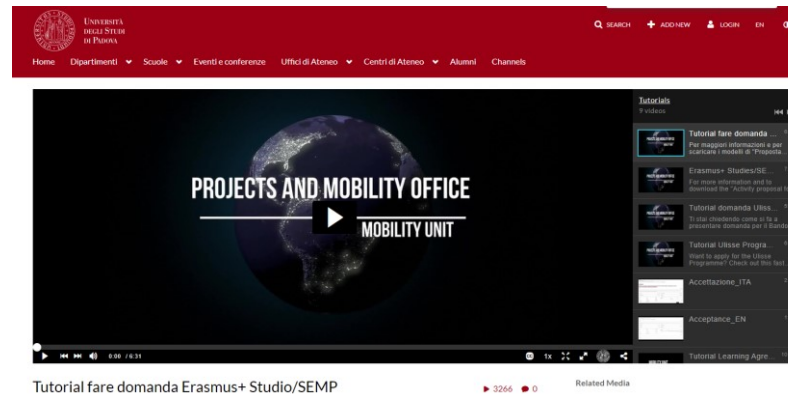 UNIVERSITÀ
DEGLI STUDI
DI PADOVA
SEARCH ADD NEW LOGIN EN
Home Dipartimenti Scuole Eventi e conferenze Uffici di Ateneo Centri di Ateneo Alumni Channels
PROJECTS AND MOBILITY OFFICE
MOBILITY UNIT
0:00 / 6:31
1x
Tutorials
9 videos
Tutorial fare domanda ...
Per maggiori informazioni e per
scaricare i modelli di "Proposta
Erasmus+ Studies/SE...
For more information and to
download the "Activity proposal
Tutorial domanda Uliss...
Ti stai chiedendo come si fa a
presentare domanda per il Bando
Tutorial Ulisse Progra...
Want to apply for the Ulisse
Programme? Check out this fast
Accettazione_ITA
Acceptance_EN
Tutorial Learning Agre...
Tutorial fare domanda Erasmus+ Studio/SEMP
3266 0
Related Media